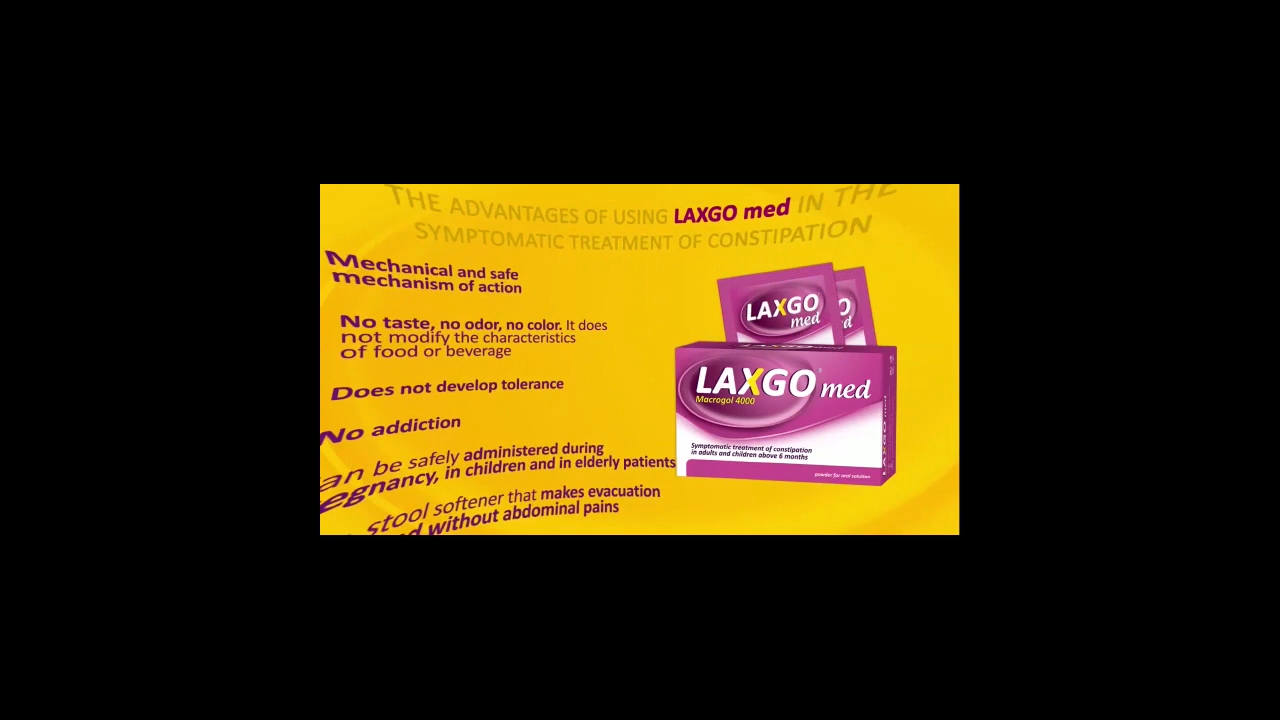 THE ADVANTAGES OF USING LAXGO med IN THE
SYMPTOMATIC TREATMENT OF CONSTIPATION
Mechanical and safe
mechanism of action
No taste, no odor, no color. It does
not modify the characteristics
of food or beverage
Does not develop tolerance
No addiction
an be safely administered during
egnancy, in children and in elderly patients
stool softener that makes evacuation
d without abdominal pains
LAXGO
med
LAXGO med
Macrogol 4000
Symptomatic treatment of constipation
in adults and children above 6 months
powder for oral solution
LAXGO med